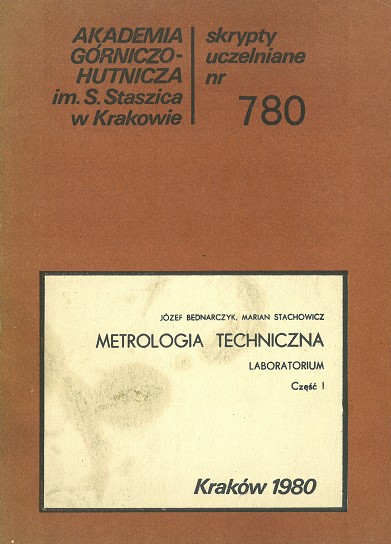 AKADEMIA
GÓRNICZO-
HUTNICZA
im. S. Staszica
w Krakowie
skrypty
uczelniane
nr
780
JÓZEF BEDNARCZYK, MARIAN STACHOWICZ
METROLOGIA TECHNICZNA
LABORATORIUM
Część I
Kraków 1980